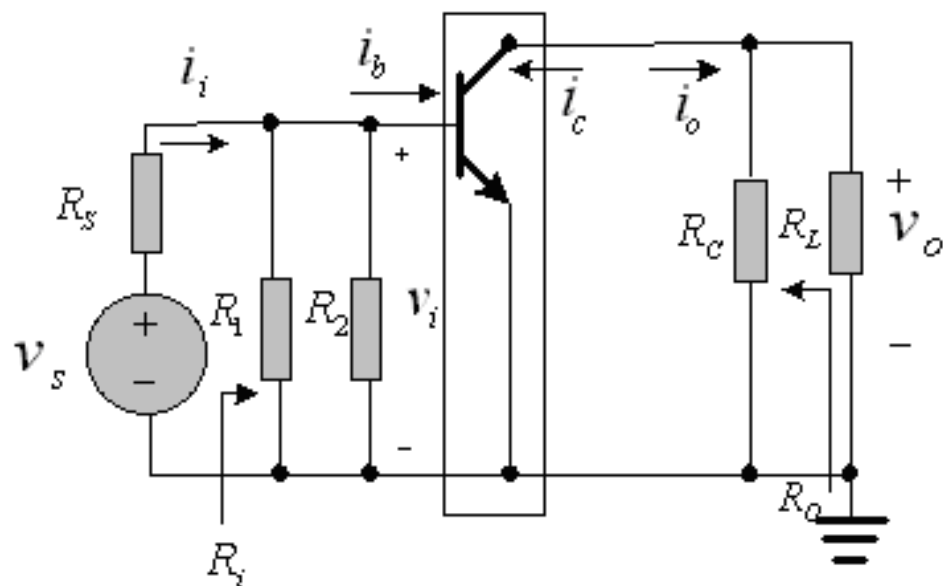 i_i
i_b
i_c
i_o
+
R_S
R_C
R_L
+
v_o
R_1
R_2
v_i
+
v_s
−
−
-
R_i
R_O